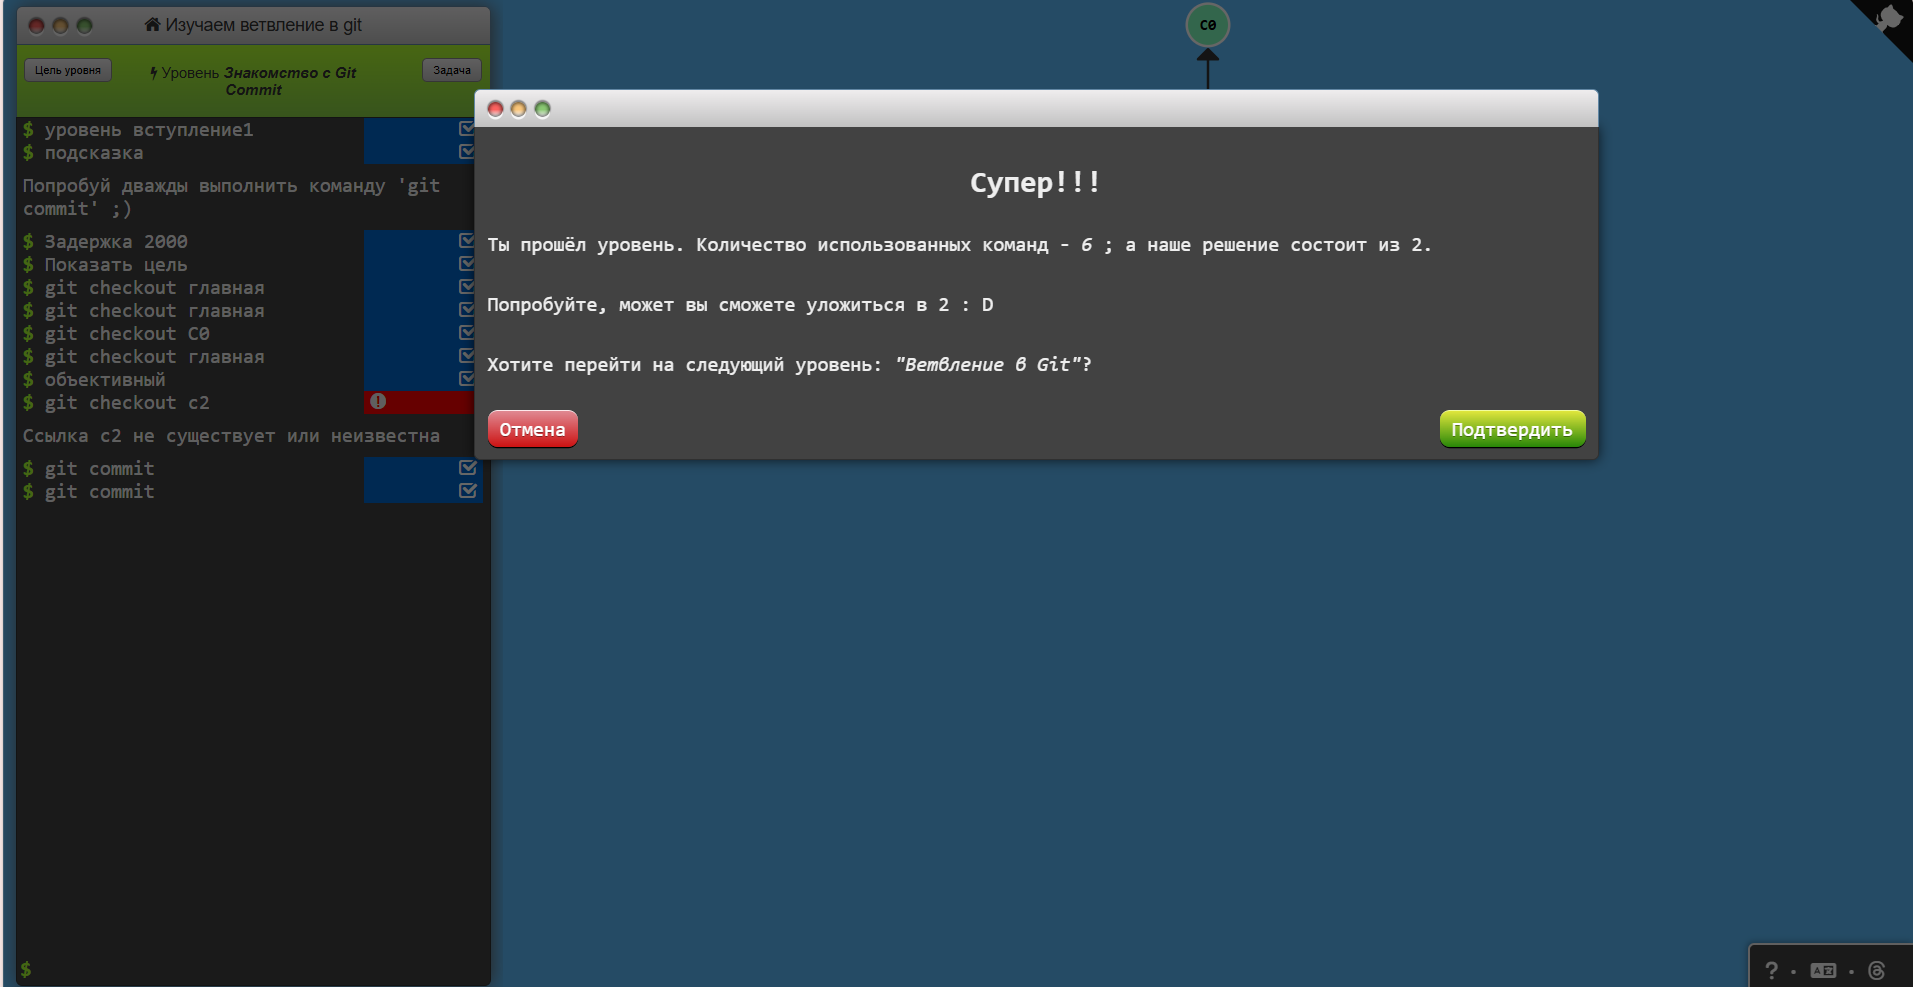 Изучаем ветвление в git
Цель уровня
Уровень Знакомство с Git
Commit
Задача
$ уровень вступление1
$ подсказка
Попробуй дважды выполнить команду 'git
commit' ;)
$ Задержка 2000
$ Показать цель
$ git checkout главная
$ git checkout главная
$ git checkout C0
$ git checkout главная
$ объективный
$ git checkout c2
Ссылка c2 не существует или неизвестна
$ git commit
$ git commit
$
C0
Супер!!!
Ты прошёл уровень. Количество использованных команд - 6 ; а наше решение состоит из 2.
Попробуйте, может вы сможете уложиться в 2 : D
Хотите перейти на следующий уровень: "Ветвление в Git"?
Отмена
Подтвердить
?